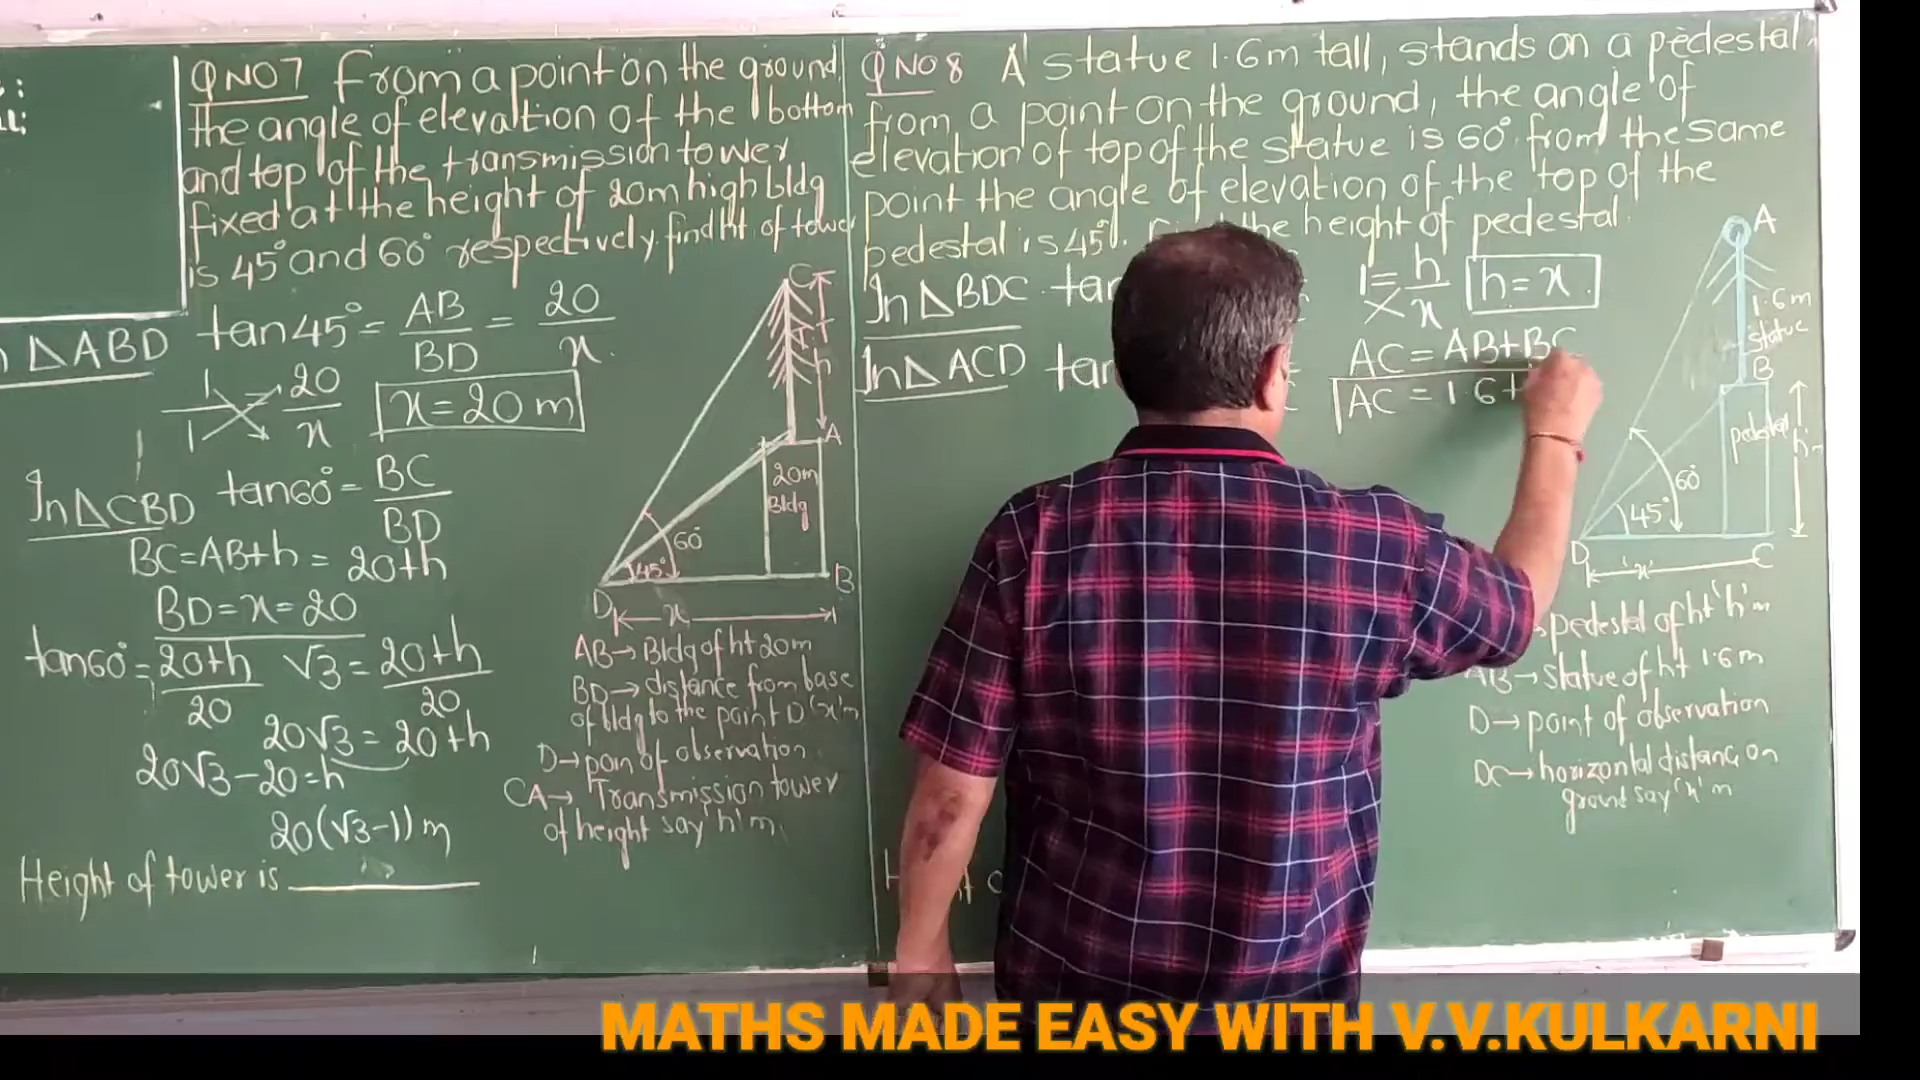 QNO7 From a point on the ground,
the angle of elevaltion of the bottom
and top of the transmission tower
fixed at the height of 20m high bldg
is 45° and 60° respectively, find ht of tower
ΔABD tan45° = AB/BD = 20/x
1/1 = 20/x x = 20 m
In ΔCBD tan60° = BC/BD
BC = AB+h = 20+h
BD = x = 20
tan60° = 20+h/20 √3 = 20+h/20
20√3 = 20+h
20√3 - 20 = h
20(√3-1) m
Height of tower is
C
h
A
20m
Bldg
60°
45°
D
B
x
AB→Bldg of ht 20m
BD→distance from base
of bldg to the point D 'x'm
D→poin of observation
CA→ Transmission tower
of height say 'h'm
QNO8 A statue 1.6m tall, stands on a pedestal,
from a point on the ground, the angle of
elevation of top of the statue is 60° from the same
point the angle of elevation of the top of the
pedestal is 45°. the height of pedestal.
In ΔBDC 1 = h/x h = x
In ΔACD AC = AB+BC
AC = 1.6+
A
1.6m
statue
B
pedestal
'h'm
60°
45°
D
C
'x'
pedestal of ht 'h'm
AB→statue of ht 1.6m
D→point of observation
DC→horizontal distanc on
ground say 'x'm
MATHS MADE EASY WITH V.V.KULKARNI